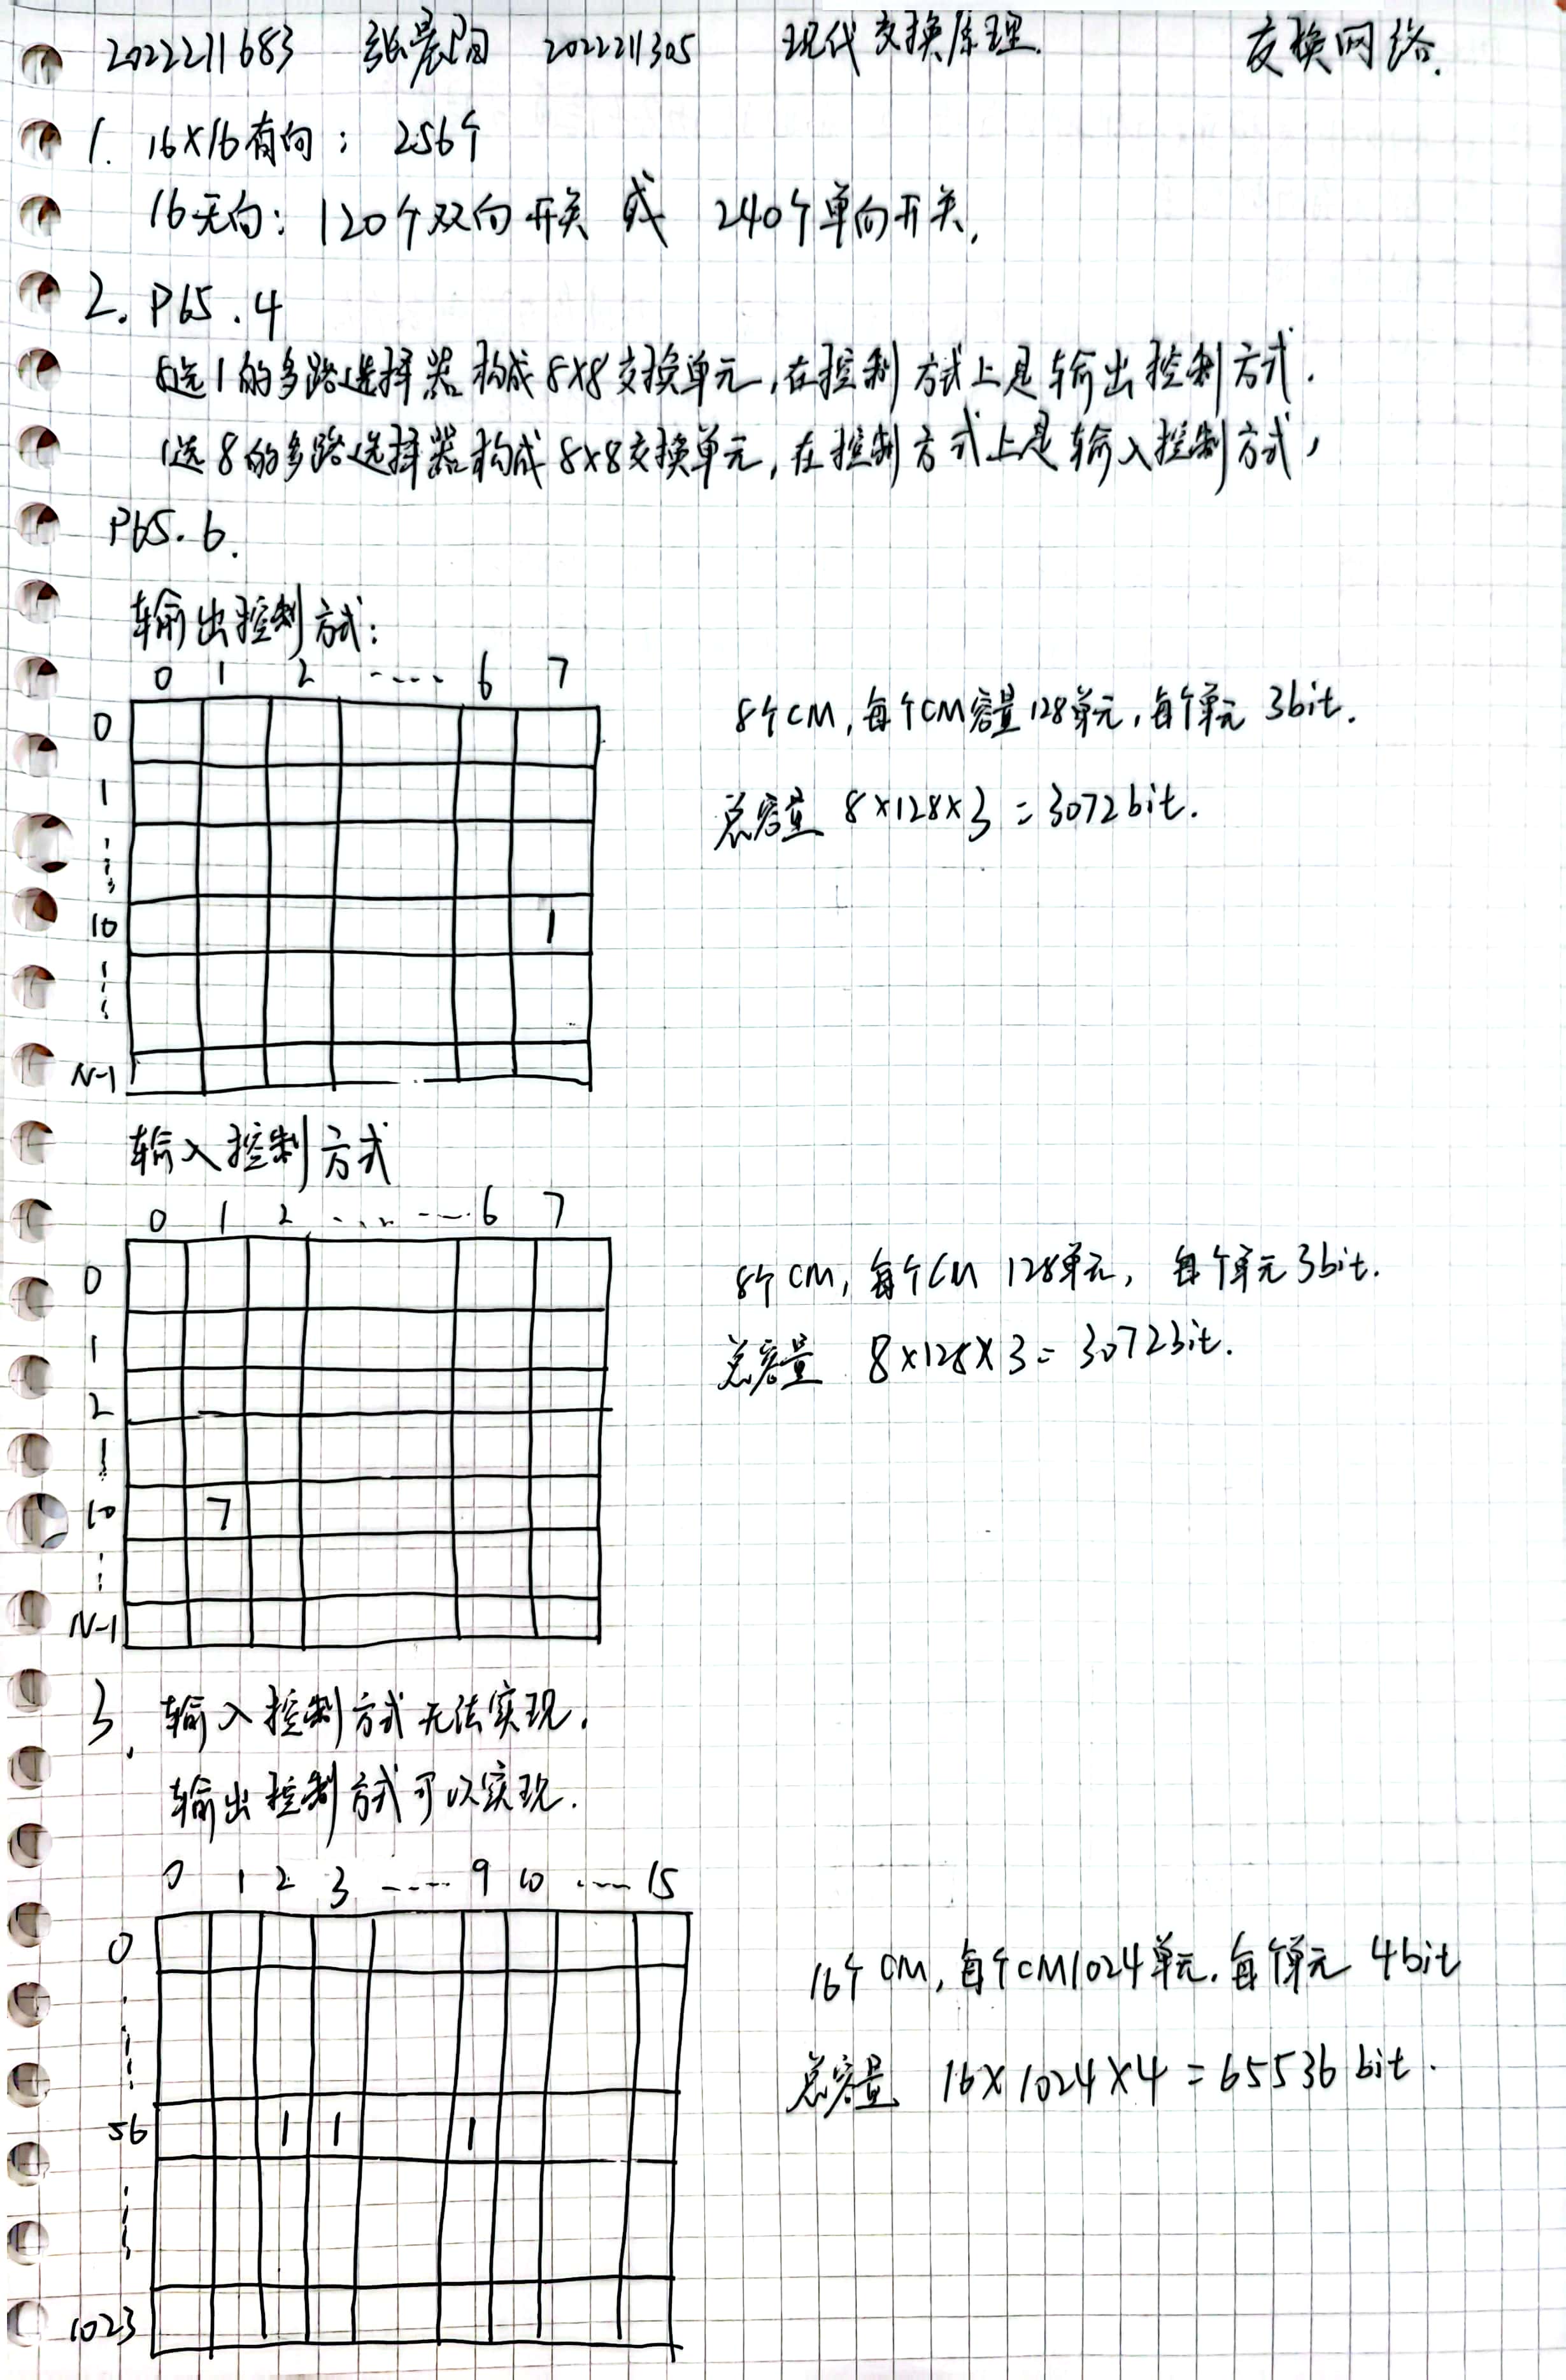 2022211683 张晨阳 2022211305 现代交换原理. 交换网络.
1. 16×16有向: 256个
16无向: 120个双向开关 或 240个单向开关.
2. P65.4
8选1的多路选择器构成8×8交换单元,在控制方式上是输出控制方式.
1选8的多路选择器构成8×8交换单元,在控制方式上是输入控制方式,
P65.6.
输出控制方式:
0 1 2 ---- 6 7
0
8个CM,每个CM容量128单元,每个单元 3bit.
1
总容量 8×128×3=3072bit.
10 1
N-1
输入控制方式
0 1 2 ---- ---- 6 7
0
8个CM,每个CM 128单元, 每个单元3bit.
1
总容量 8×128×3=3072bit.
2
10 7
N-1
3. 输入控制方式无法实现.
输出控制方式可以实现.
0 1 2 3 ---- 9 10 ---- 15
0
16个CM,每个CM1024单元.每个单元 4bit
总容量 16×1024×4=65536 bit.
56 1 1 1
1023